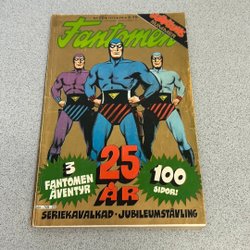 Fantomen
3
FANTOMEN
ÄVENTYR
25
ÅR
100
SIDOR!
SERIEKAVALKAD · JUBILEUMSTÄVLING